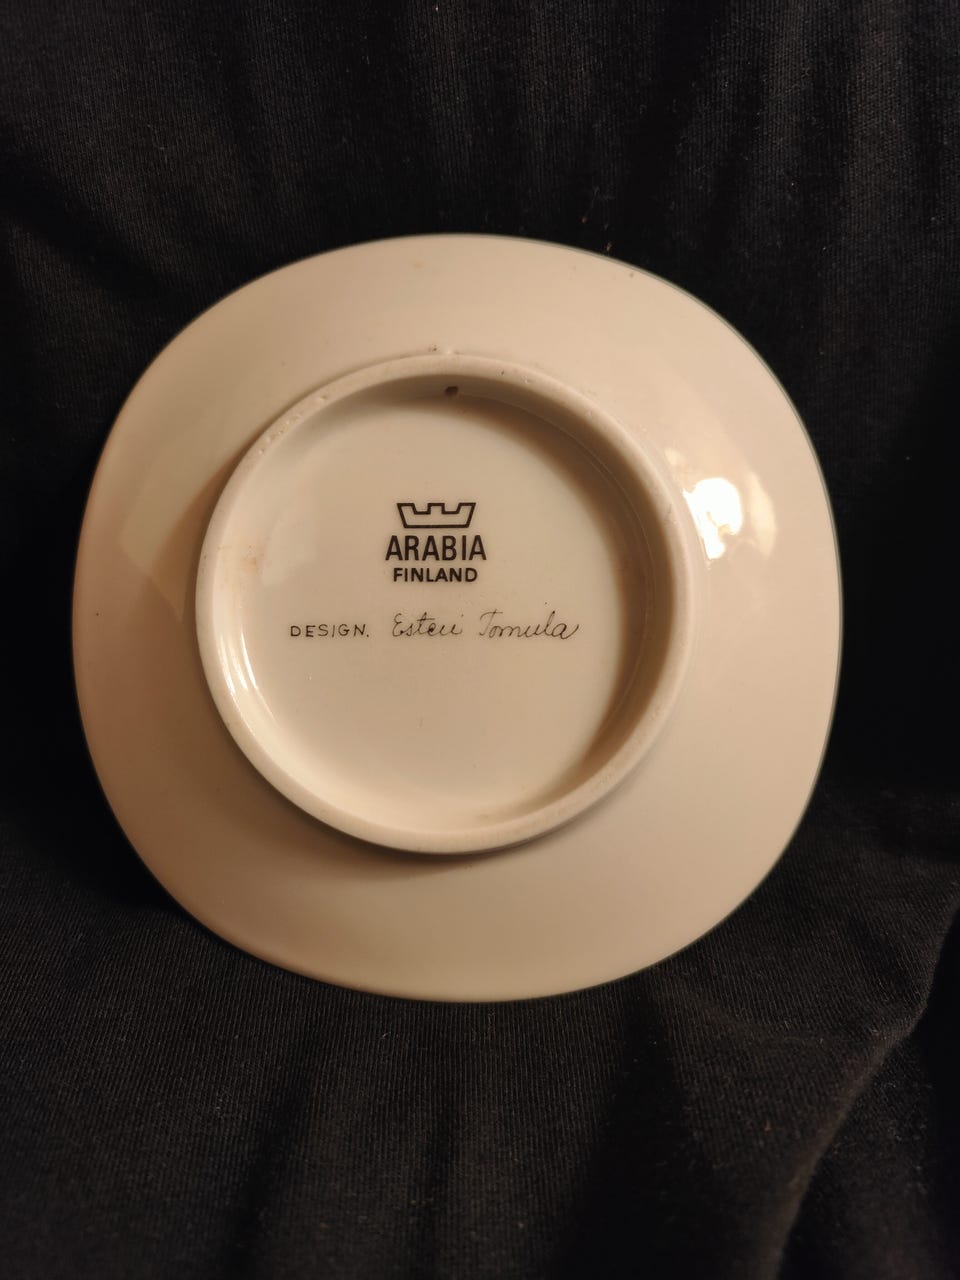 ARABIA
FINLAND
DESIGN. Esteri Tomula